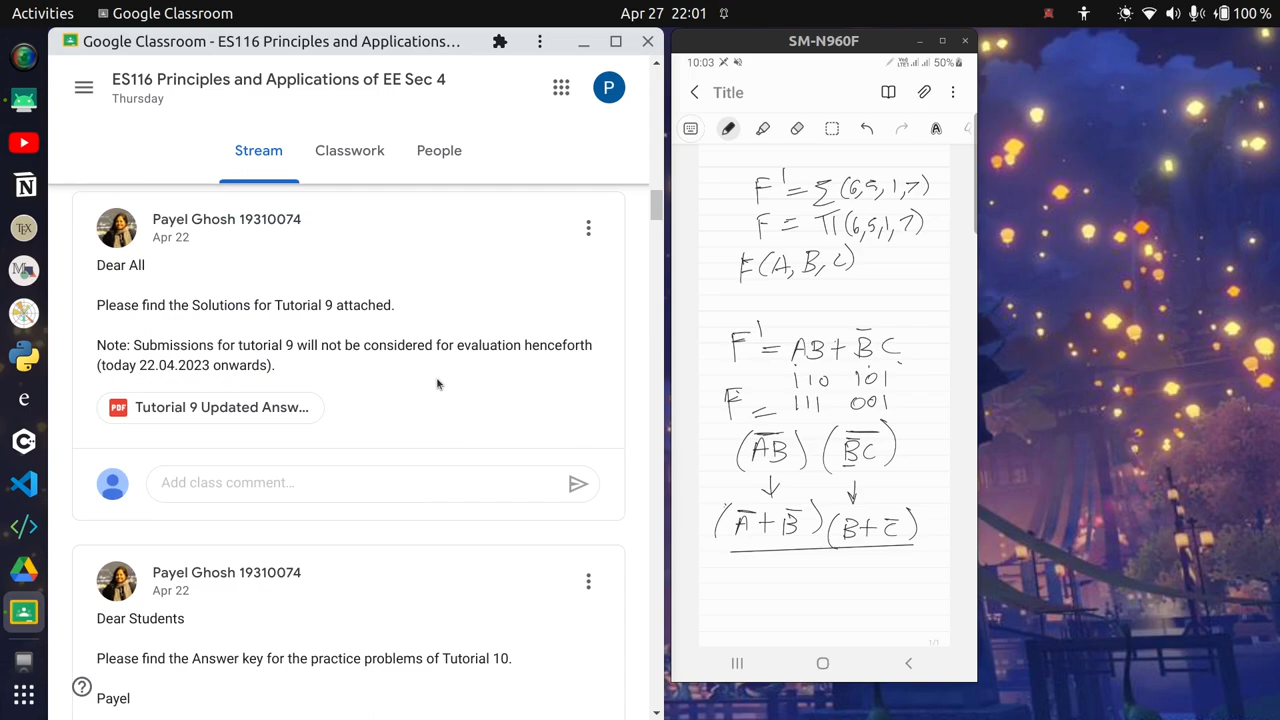 Activities
Google Classroom
Apr 27 22:01
100 %
Google Classroom - ES116 Principles and Applications…
ES116 Principles and Applications of EE Sec 4
Thursday
P
Stream
Classwork
People
Payel Ghosh 19310074
Apr 22
Dear All
Please find the Solutions for Tutorial 9 attached.
Note: Submissions for tutorial 9 will not be considered for evaluation henceforth
(today 22.04.2023 onwards).
PDF
Tutorial 9 Updated Answ...
Add class comment…
Payel Ghosh 19310074
Apr 22
Dear Students
Please find the Answer key for the practice problems of Tutorial 10.
Payel
SM-N960F
10:03
50%
Title
F' = Σ(6,5,1,7)
F = Π(6,5,1,7)
F(A, B, C)
F' = AB + B̅ C
110 101
F = 111 001
(A̅B̅) (B̅̅C̅)
(A̅ + B̅) (B + C̅)
1/1